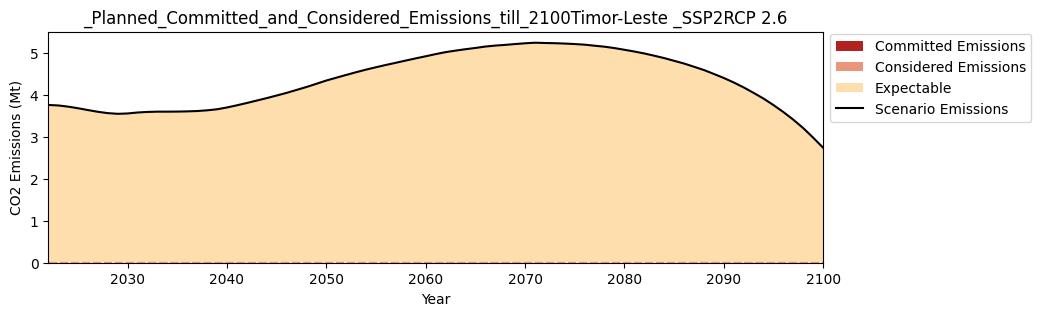 _Planned_Committed_and_Considered_Emissions_till_2100Timor-Leste _SSP2RCP 2.6
Committed Emissions
Considered Emissions
Expectable
Scenario Emissions
CO2 Emissions (Mt)
5
4
3
2
1
0
2030 2040 2050 2060 2070 2080 2090 2100
Year